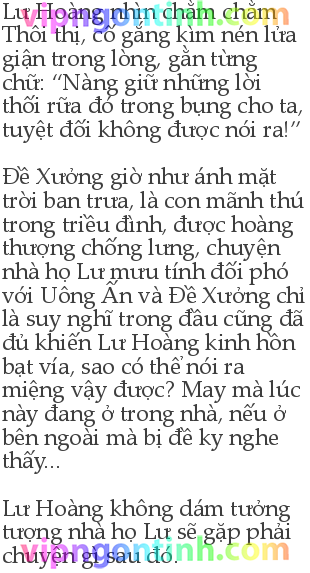 Lư Hoàng nhìn chằm chằm
Thôi thị, cố gắng kìm nén lửa
giận trong lòng, gằn từng
chữ: “Nàng giữ những lời
thối rữa đó trong bụng cho ta,
tuyệt đối không được nói ra!”
Đề Xưởng giờ như ánh mặt
trời ban trưa, là con mãnh thú
trong triều đình, được hoàng
thượng chống lưng, chuyện
nhà họ Lư mưu tính đối phó
với Uông Ấn và Đề Xưởng chỉ
là suy nghĩ trong đầu cũng đã
đủ khiến Lư Hoàng kinh hồn
bạt vía, sao có thể nói ra
miệng vậy được? May mà lúc
này đang ở trong nhà, nếu ở
bên ngoài mà bị đề kỵ nghe
thấy...
Lư Hoàng không dám tưởng
tượng nhà họ Lư sẽ gặp phải
chuyện gì sau đó.
vipngontinh.com
vipngontinh.com
vipngontinh.com